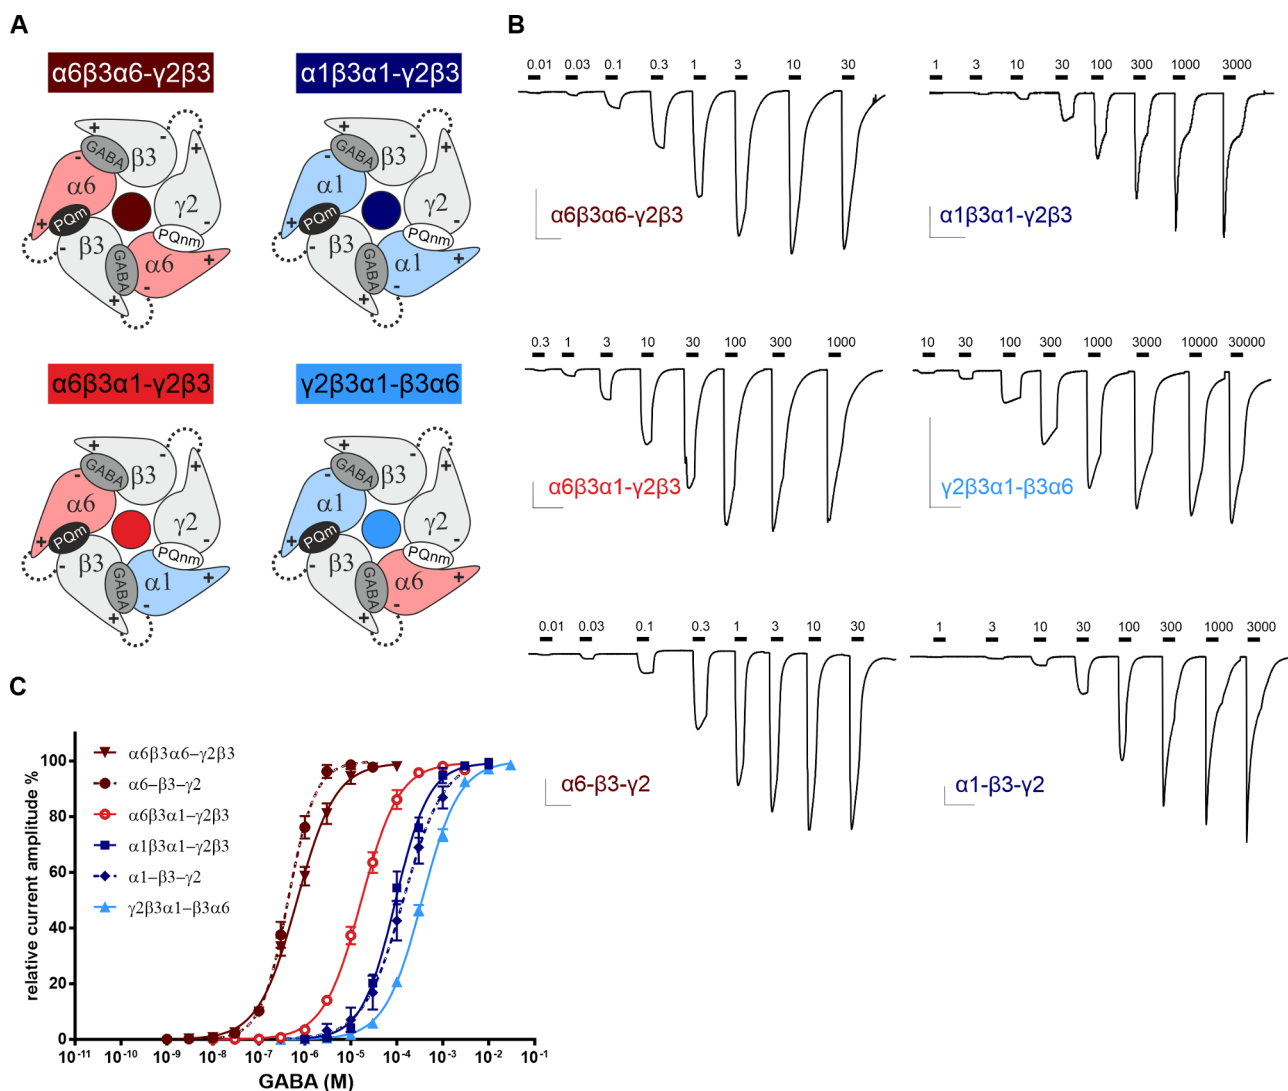 A
α6β3α6-γ2β3
α1β3α1-γ2β3
+
-
GABA
β3
-
+
α6
γ2
+
PQm
-
-
PQnm
β3
α6
+
GABA
-
+
+
-
GABA
β3
-
+
α1
γ2
+
PQm
-
-
PQnm
β3
α1
+
GABA
-
+
α6β3α1-γ2β3
γ2β3α1-β3α6
+
-
GABA
β3
-
+
α6
γ2
+
PQm
-
-
PQnm
β3
α1
+
GABA
-
+
+
-
GABA
β3
-
+
α1
γ2
+
PQm
-
-
PQnm
β3
α6
+
GABA
-
+
B
0.01 0.03 0.1 0.3 1 3 10 30
α6β3α6-γ2β3
1 3 10 30 100 300 1000 3000
α1β3α1-γ2β3
0.3 1 3 10 30 100 300 1000
α6β3α1-γ2β3
10 30 100 300 1000 3000 10000 30000
γ2β3α1-β3α6
0.01 0.03 0.1 0.3 1 3 10 30
α6-β3-γ2
1 3 10 30 100 300 1000 3000
α1-β3-γ2
C
relative current amplitude %
100
80
60
40
20
0
α6β3α6–γ2β3
α6–β3–γ2
α6β3α1–γ2β3
α1β3α1–γ2β3
α1–β3–γ2
γ2β3α1–β3α6
10⁻¹¹ 10⁻¹⁰ 10⁻⁹ 10⁻⁸ 10⁻⁷ 10⁻⁶ 10⁻⁵ 10⁻⁴ 10⁻³ 10⁻² 10⁻¹
GABA (M)